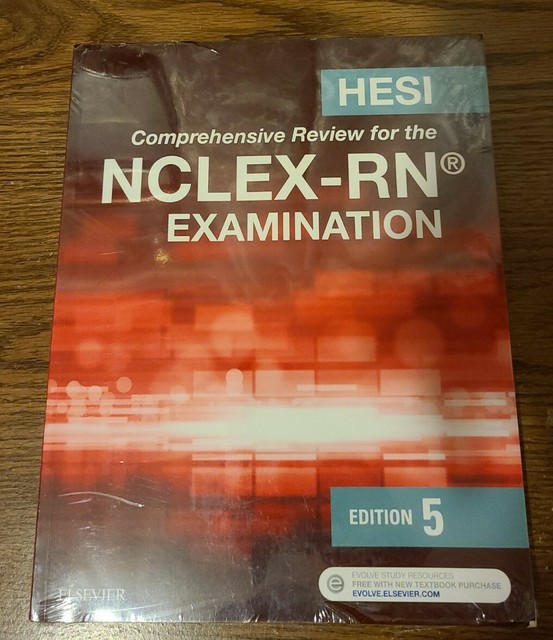 HESI
Comprehensive Review for the
NCLEX-RN®
EXAMINATION
EDITION 5
e
EVOLVE STUDY RESOURCES
FREE WITH NEW TEXTBOOK PURCHASE
EVOLVE.ELSEVIER.COM
ELSEVIER